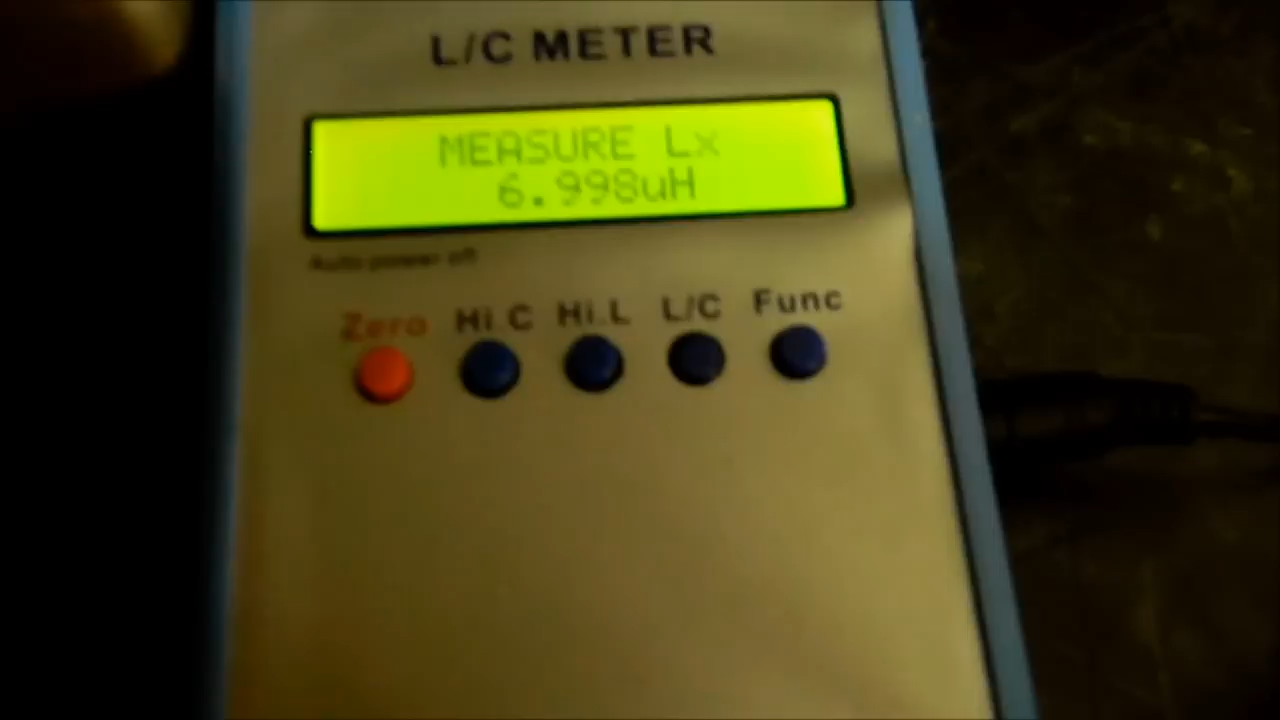 L/C METER
MEASURE Lx
6.998uH
Auto power off
Zero Hi.C Hi.L L/C Func